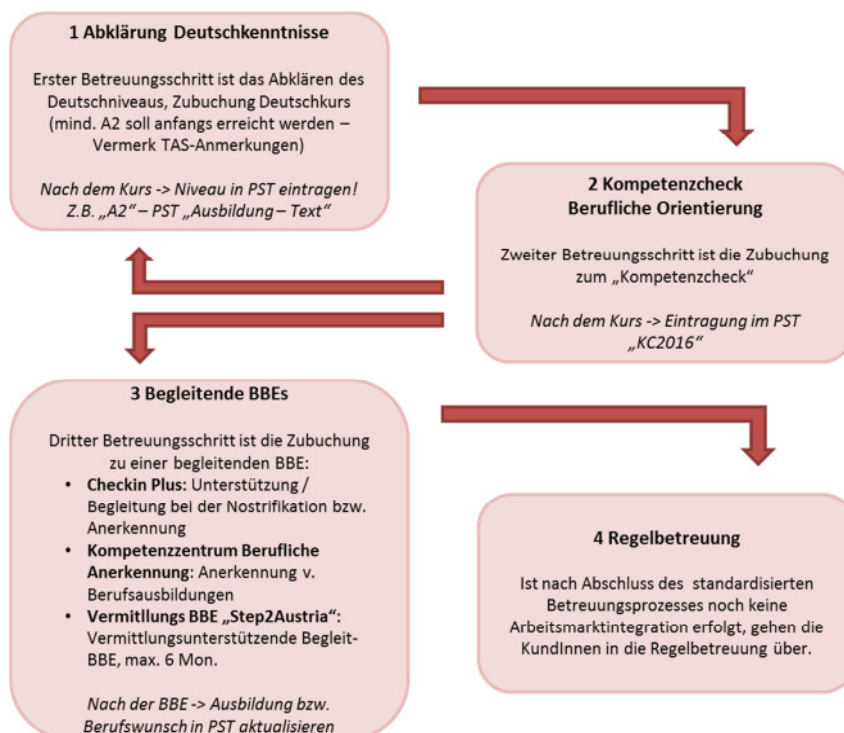 1 Abklärung Deutschkenntnisse
Erster Betreuungsschritt ist das Abklären des
Deutschniveaus, Zubuchung Deutschkurs
(mind. A2 soll anfangs erreicht werden –
Vermerk TAS-Anmerkungen)
Nach dem Kurs -> Niveau in PST eintragen!
Z.B. „A2“ – PST „Ausbildung – Text“
2 Kompetenzcheck
Berufliche Orientierung
Zweiter Betreuungsschritt ist die Zubuchung
zum „Kompetenzcheck“
Nach dem Kurs -> Eintragung im PST
„KC2016“
3 Begleitende BBEs
Dritter Betreuungsschritt ist die Zubuchung
zu einer begleitenden BBE:
• Checkin Plus: Unterstützung /
Begleitung bei der Nostrifikation bzw.
Anerkennung
• Kompetenzzentrum Berufliche
Anerkennung: Anerkennung v.
Berufsausbildungen
• Vermitllungs BBE „Step2Austria“:
Vermittlungsunterstützende Begleit-
BBE, max. 6 Mon.
Nach der BBE -> Ausbildung bzw.
Berufswunsch in PST aktualisieren
4 Regelbetreuung
Ist nach Abschluss des standardisierten
Betreuungsprozesses noch keine
Arbeitsmarktintegration erfolgt, gehen die
KundInnen in die Regelbetreuung über.